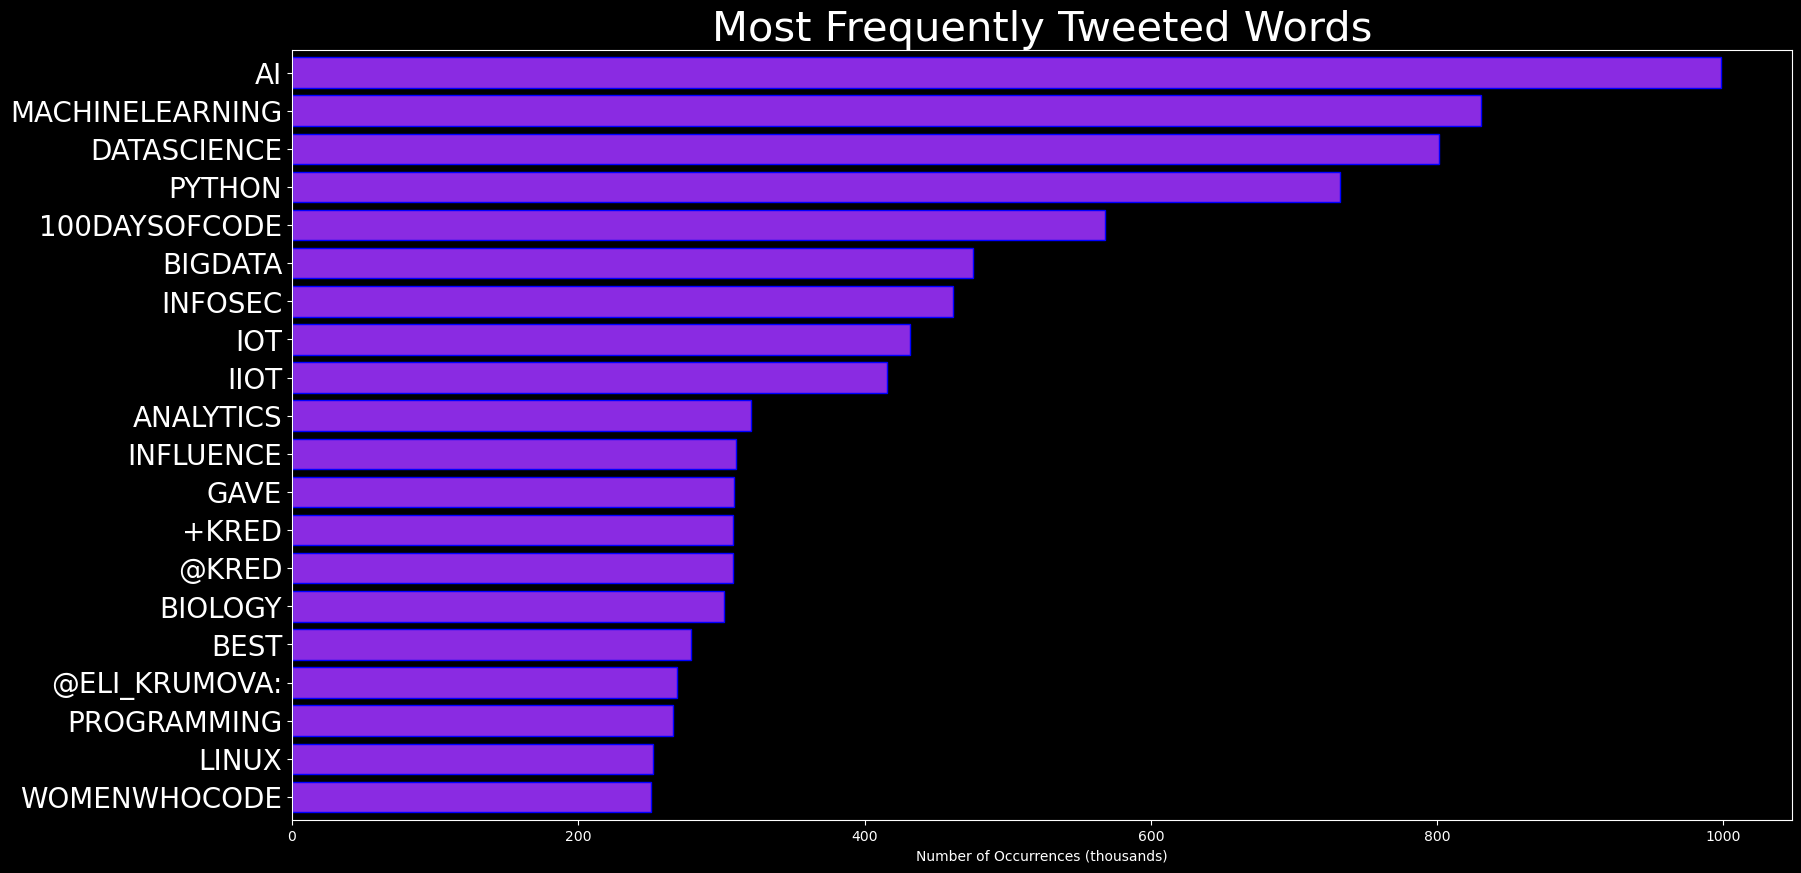 Most Frequently Tweeted Words
AI
MACHINELEARNING
DATASCIENCE
PYTHON
100DAYSOFCODE
BIGDATA
INFOSEC
IOT
IIOT
ANALYTICS
INFLUENCE
GAVE
+KRED
@KRED
BIOLOGY
BEST
@ELI_KRUMOVA:
PROGRAMMING
LINUX
WOMENWHOCODE
0 200 400 600 800 1000
Number of Occurrences (thousands)